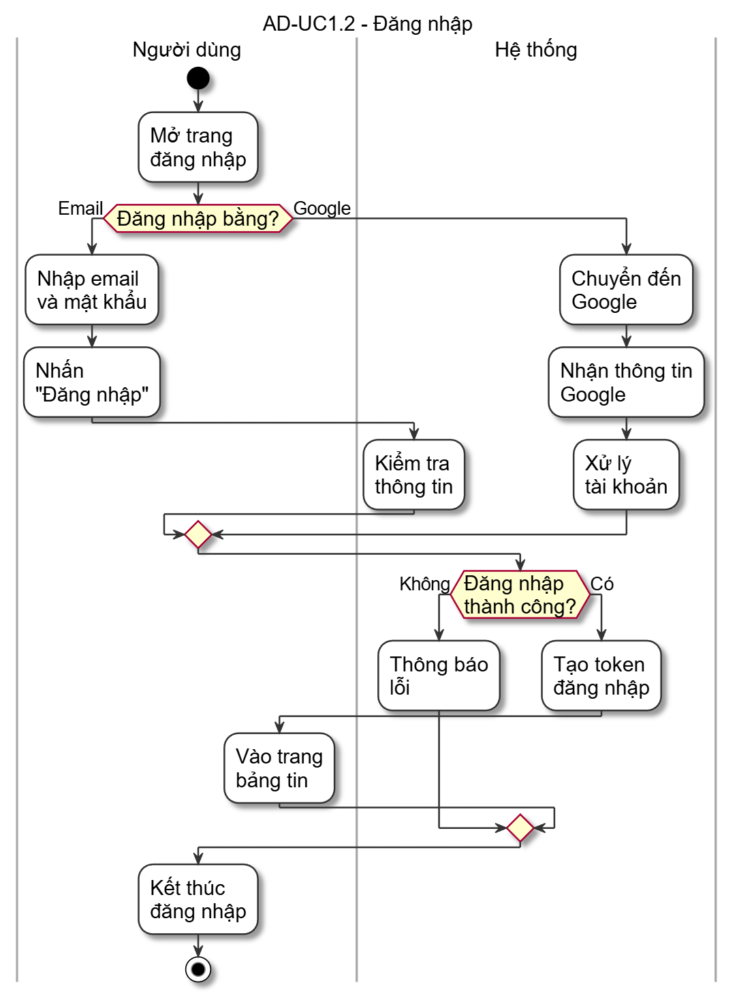 AD-UC1.2 - Đăng nhập
Người dùng
Hệ thống
Mở trang
đăng nhập
Email
Đăng nhập bằng?
Google
Nhập email
và mật khẩu
Chuyển đến
Google
Nhấn
"Đăng nhập"
Nhận thông tin
Google
Kiểm tra
thông tin
Xử lý
tài khoản
Không
Đăng nhập
thành công?
Có
Thông báo
lỗi
Tạo token
đăng nhập
Vào trang
bảng tin
Kết thúc
đăng nhập